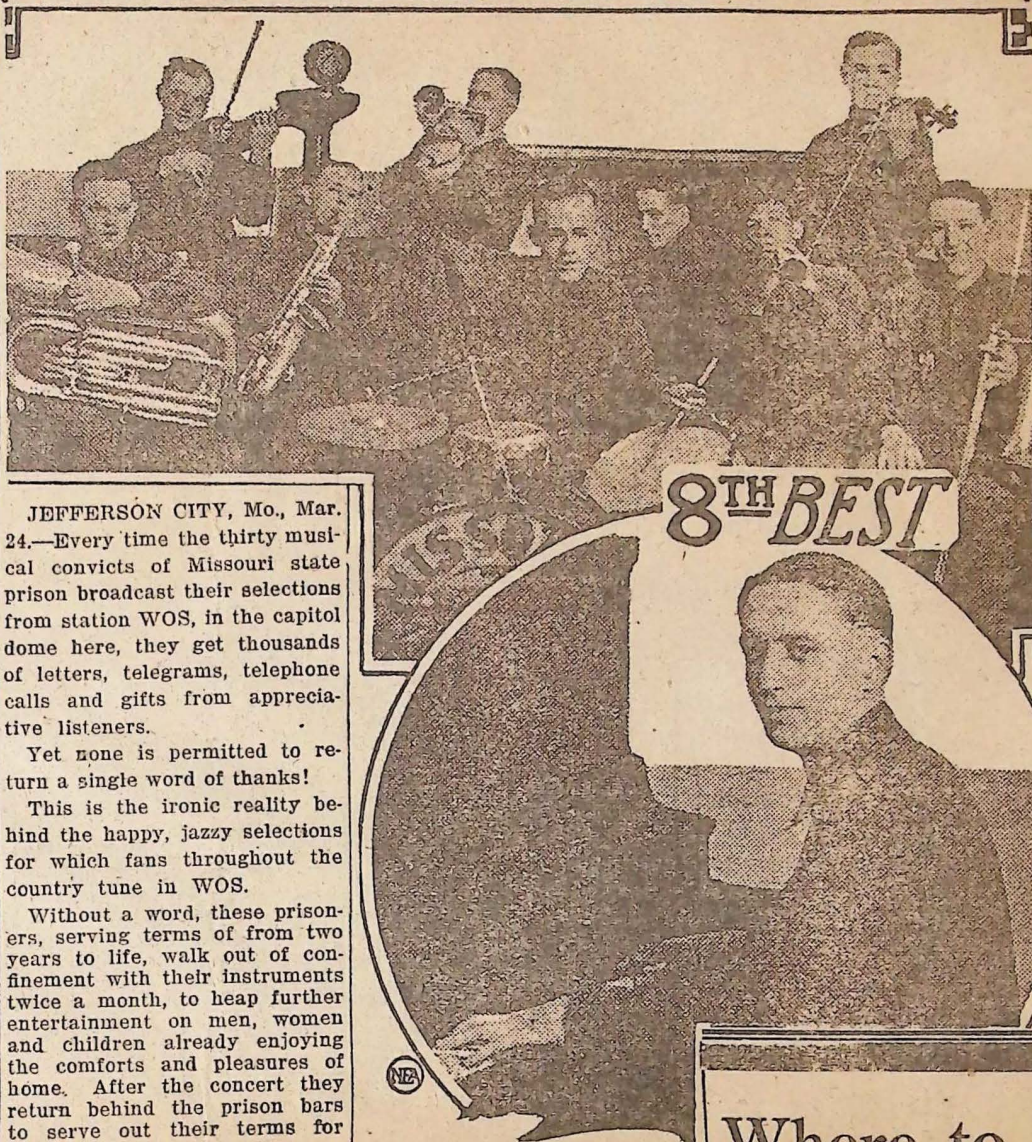 JEFFERSON CITY, Mo., Mar.
24.—Every time the thirty musi-
cal convicts of Missouri state
prison broadcast their selections
from station WOS, in the capitol
dome here, they get thousands
of letters, telegrams, telephone
calls and gifts from apprecia-
tive listeners.
Yet none is permitted to re-
turn a single word of thanks!
This is the ironic reality be-
hind the happy, jazzy selections
for which fans throughout the
country tune in WOS.
Without a word, these prison-
ers, serving terms of from two
years to life, walk out of con-
finement with their instruments
twice a month, to heap further
entertainment on men, women
and children already enjoying
the comforts and pleasures of
home. After the concert they
return behind the prison bars
to serve out their terms for
MISSO
8TH BEST
NEA
Where to